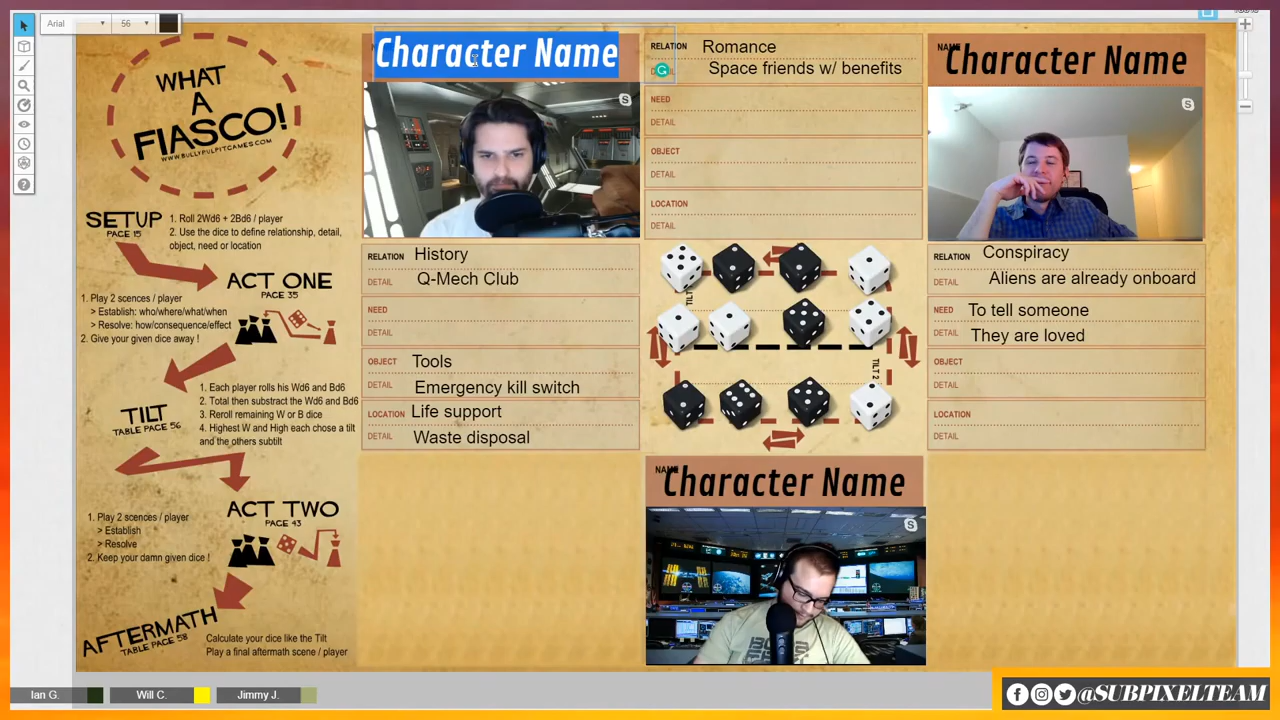 Arial
56
WHAT
A
FIASCO!
WWW.BULLYPULPITGAMES.COM
SETUP
PAGE 15
1. Roll 2Wd6 + 2Bd6 / player
2. Use the dice to define relationship, detail,
object, need or location
ACT ONE
PAGE 35
1. Play 2 scences / player
> Establish: who/where/what/when
> Resolve: how/consequence/effect
2. Give your given dice away !
1. Each player rolls his Wd6 and Bd6
2. Total then substract the Wd6 and Bd6
3. Reroll remaining W or B dice
4. Highest W and High each chose a tilt
and the others subtilt
TILT
TABLE PAGE 56
ACT TWO
PAGE 43
1. Play 2 scences / player
> Establish
> Resolve
2. Keep your damn given dice !
AFTERMATH
TABLE PAGE 58
Calculate your dice like the Tilt
Play a final aftermath scene / player
Character Name
RELATION Romance
Space friends w/ benefits
NEED
DETAIL
OBJECT
DETAIL
LOCATION
DETAIL
NAME
Character Name
RELATION History
DETAIL Q-Mech Club
NEED
DETAIL
OBJECT Tools
DETAIL Emergency kill switch
LOCATION Life support
DETAIL Waste disposal
TILT
TILT 2
RELATION Conspiracy
DETAIL Aliens are already onboard
NEED To tell someone
DETAIL They are loved
OBJECT
DETAIL
LOCATION
DETAIL
NAME
Character Name
Ian G.
Will C.
Jimmy J.
@SUBPIXELTEAM